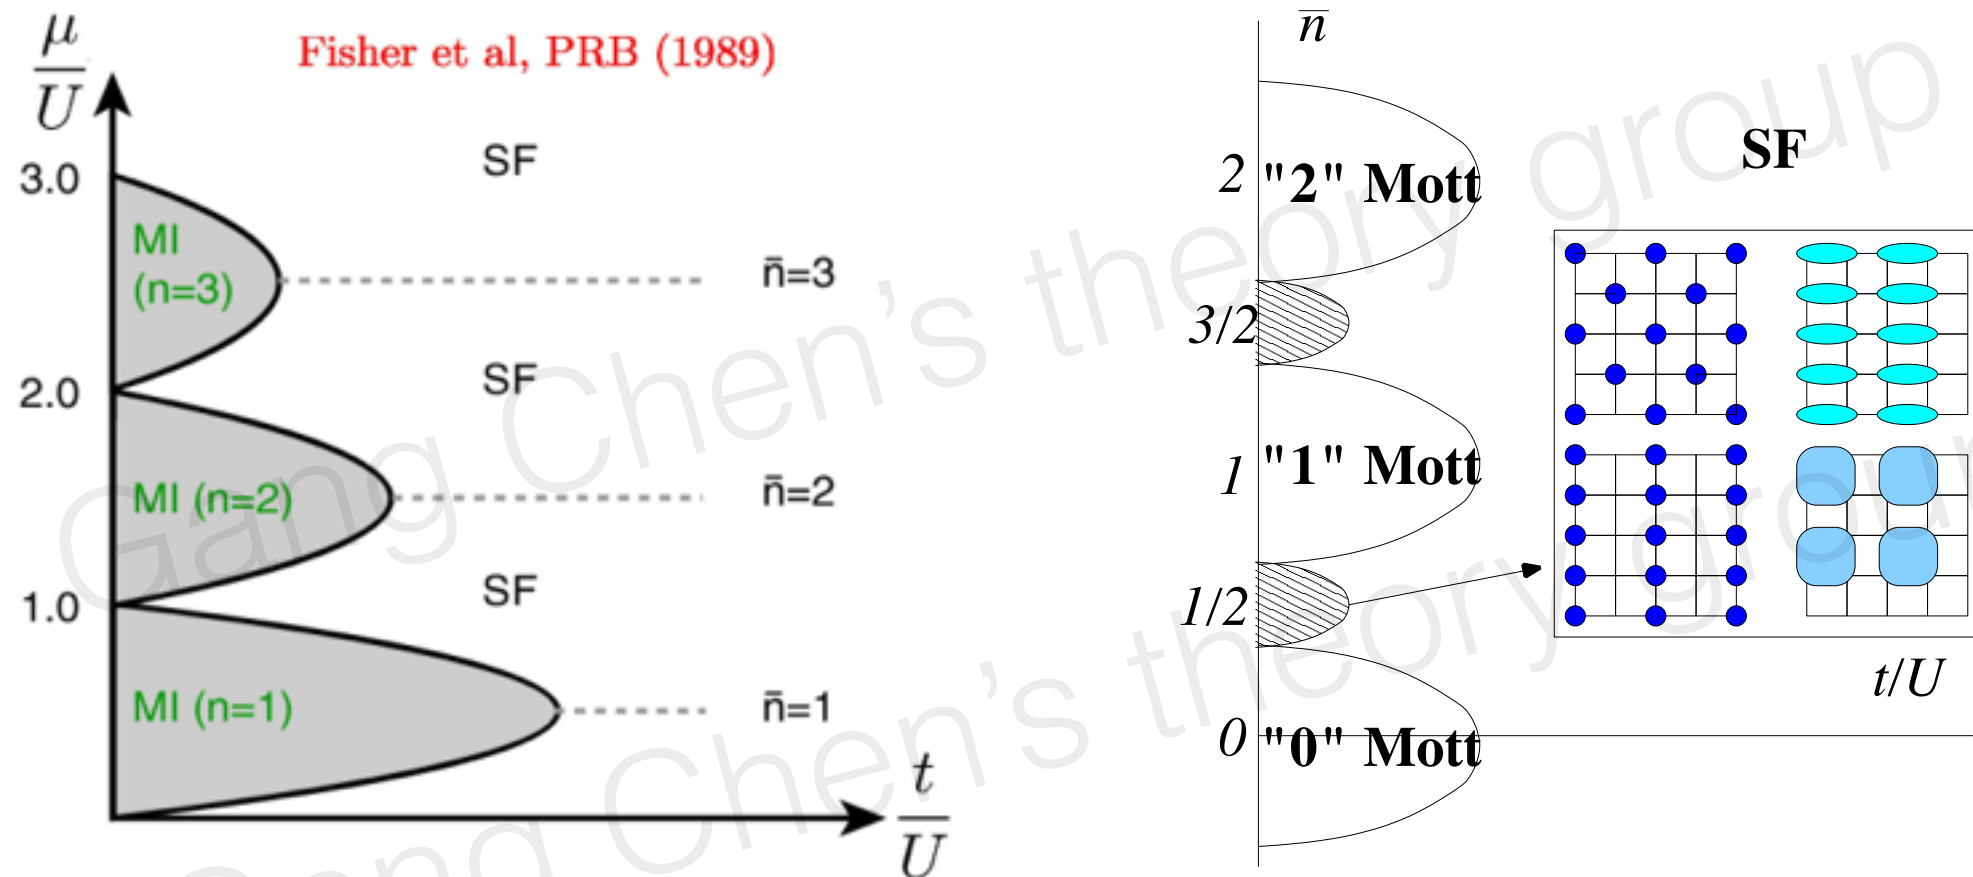 μ
U
Fisher et al, PRB (1989)
3.0
SF
MI
(n=3)
n̄=3
2.0
SF
MI (n=2)
n̄=2
1.0
SF
MI (n=1)
n̄=1
t
U
n̄
2
"2" Mott
SF
3/2
1
"1" Mott
1/2
0
"0" Mott
t/U
Gang Chen's theory group
Gang Chen's theory group